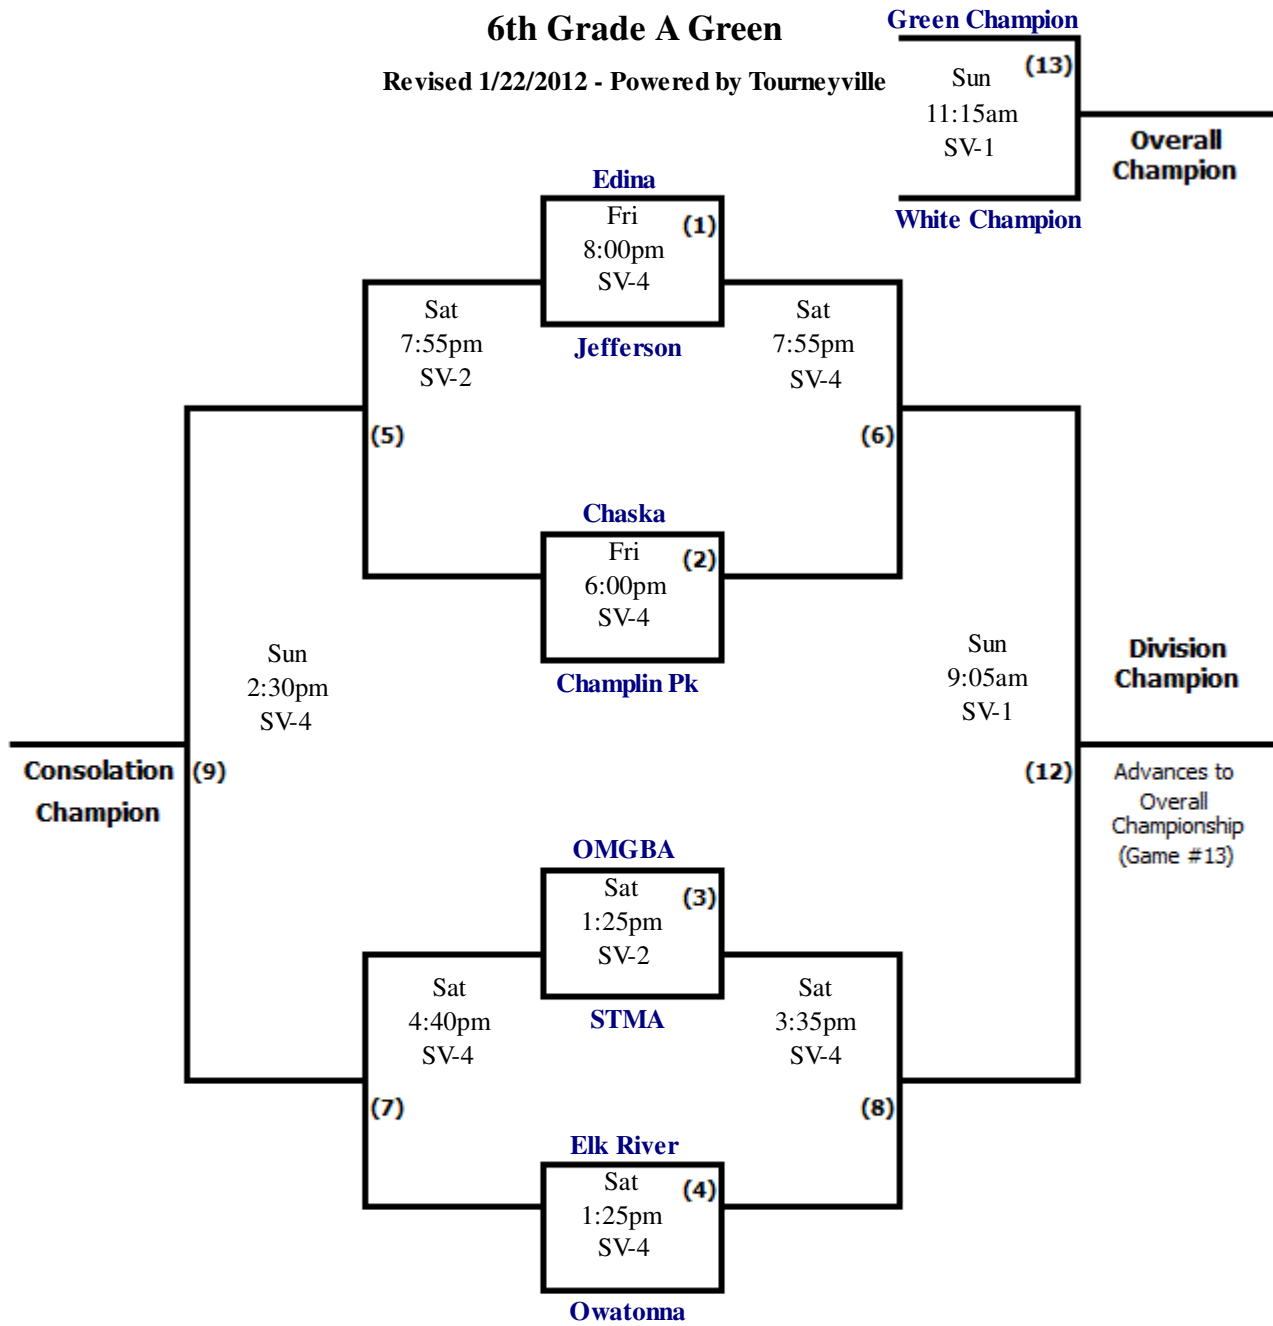 6th Grade A Green
Revised 1/22/2012 - Powered by Tourneyville
Green Champion
(13)
Sun
11:15am
SV-1
Overall
Champion
White Champion
Edina
Fri
(1)
8:00pm
SV-4
Jefferson
Sat
7:55pm
SV-2
(5)
Sat
7:55pm
SV-4
(6)
Chaska
Fri
(2)
6:00pm
SV-4
Champlin Pk
Sun
2:30pm
SV-4
Consolation
Champion
(9)
Sun
9:05am
SV-1
(12)
Division
Champion
Advances to
Overall
Championship
(Game #13)
OMGBA
Sat
(3)
1:25pm
SV-2
STMA
Sat
4:40pm
SV-4
(7)
Sat
3:35pm
SV-4
(8)
Elk River
Sat
(4)
1:25pm
SV-4
Owatonna